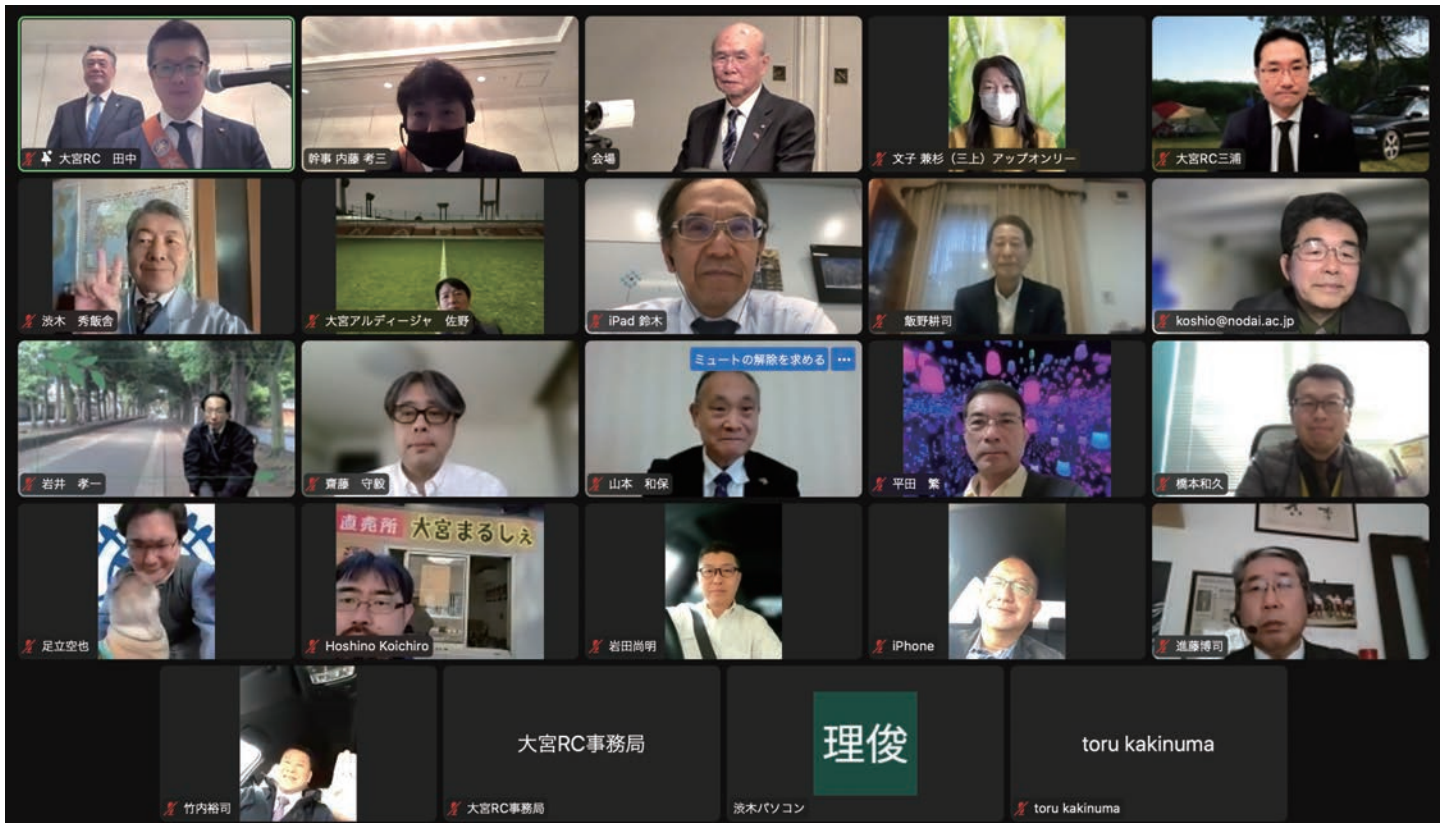 大宮RC 田中
幹事 内藤 考三
会場
文子 兼杉（三上）アップオンリー
大宮RC三浦
渋木 秀飯舎
大宮アルディージャ 佐野
iPad 鈴木
飯野耕司
koshio@nodai.ac.jp
岩井 孝一
齋藤 守毅
ミュートの解除を求める ...
山本 和保
平田 繁
橋本和久
足立空也
直売所 大宮まるしぇ
Hoshino Koichiro
岩田尚明
iPhone
進藤博司
竹内裕司
大宮RC事務局
大宮RC事務局
理俊
渋木パソコン
toru kakinuma
toru kakinuma